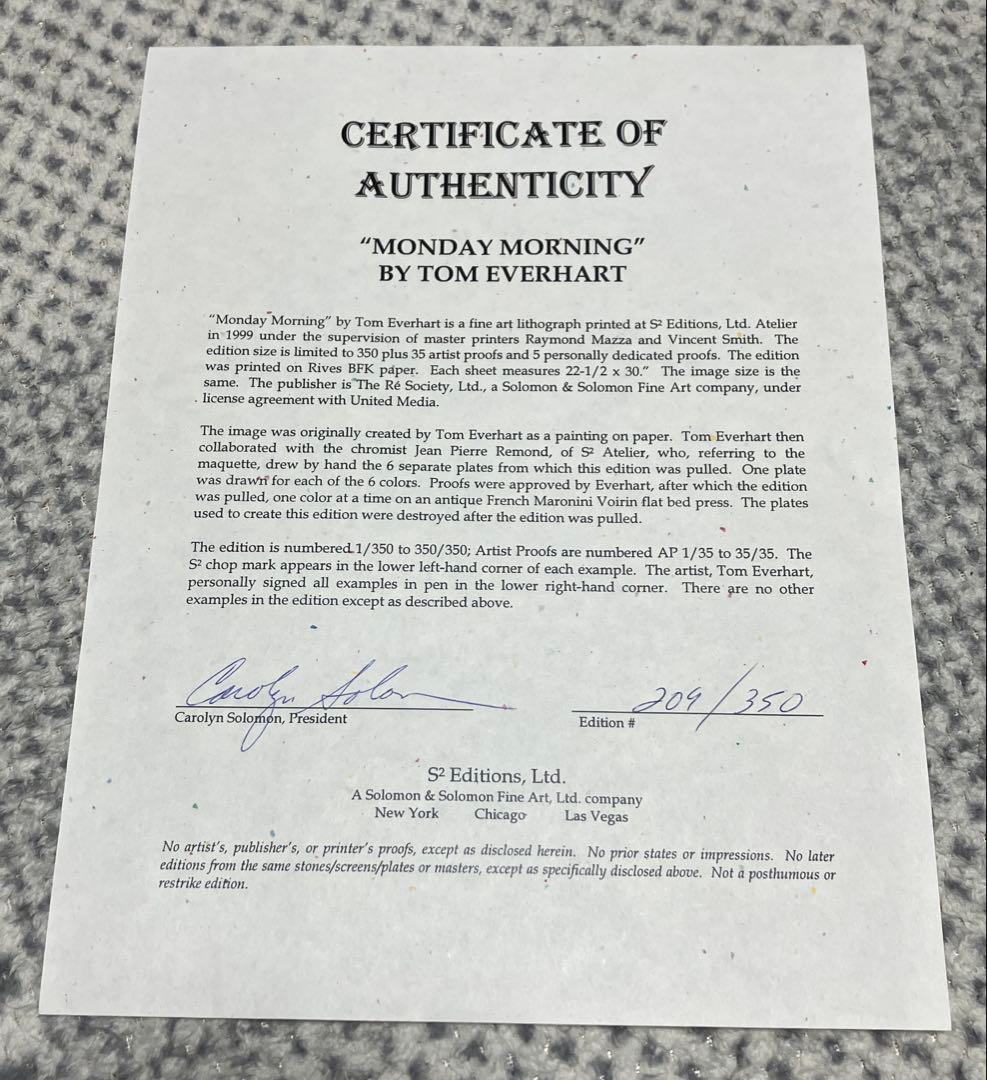 CERTIFICATE OF
AUTHENTICITY
“MONDAY MORNING”
BY TOM EVERHART
“Monday Morning” by Tom Everhart is a fine art lithograph printed at S² Editions, Ltd. Atelier
in 1999 under the supervision of master printers Raymond Mazza and Vincent Smith. The
edition size is limited to 350 plus 35 artist proofs and 5 personally dedicated proofs. The edition
was printed on Rives BFK paper. Each sheet measures 22-1/2 x 30.” The image size is the
same. The publisher is The Ré Society, Ltd., a Solomon & Solomon Fine Art company, under
license agreement with United Media.
The image was originally created by Tom Everhart as a painting on paper. Tom Everhart then
collaborated with the chromist Jean Pierre Remond, of S² Atelier, who, referring to the
maquette, drew by hand the 6 separate plates from which this edition was pulled. One plate
was drawn for each of the 6 colors. Proofs were approved by Everhart, after which the edition
was pulled, one color at a time on an antique French Maronini Voirin flat bed press. The plates
used to create this edition were destroyed after the edition was pulled.
The edition is numbered 1/350 to 350/350; Artist Proofs are numbered AP 1/35 to 35/35. The
S² chop mark appears in the lower left-hand corner of each example. The artist, Tom Everhart,
personally signed all examples in pen in the lower right-hand corner. There are no other
examples in the edition except as described above.
Carolyn Solomon 209/350
Carolyn Solomon, President Edition #
S² Editions, Ltd.
A Solomon & Solomon Fine Art, Ltd. company
New York Chicago Las Vegas
No artist's, publisher's, or printer's proofs, except as disclosed herein. No prior states or impressions. No later
editions from the same stones/screens/plates or masters, except as specifically disclosed above. Not a posthumous or
restrike edition.